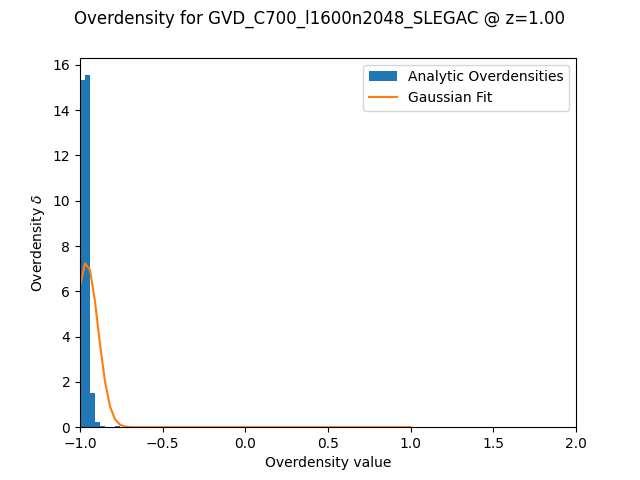 Overdensity for GVD_C700_l1600n2048_SLEGAC @ z=1.00
Analytic Overdensities
Gaussian Fit
Overdensity δ
16
14
12
10
8
6
4
2
0
−1.0 −0.5 0.0 0.5 1.0 1.5 2.0
Overdensity value